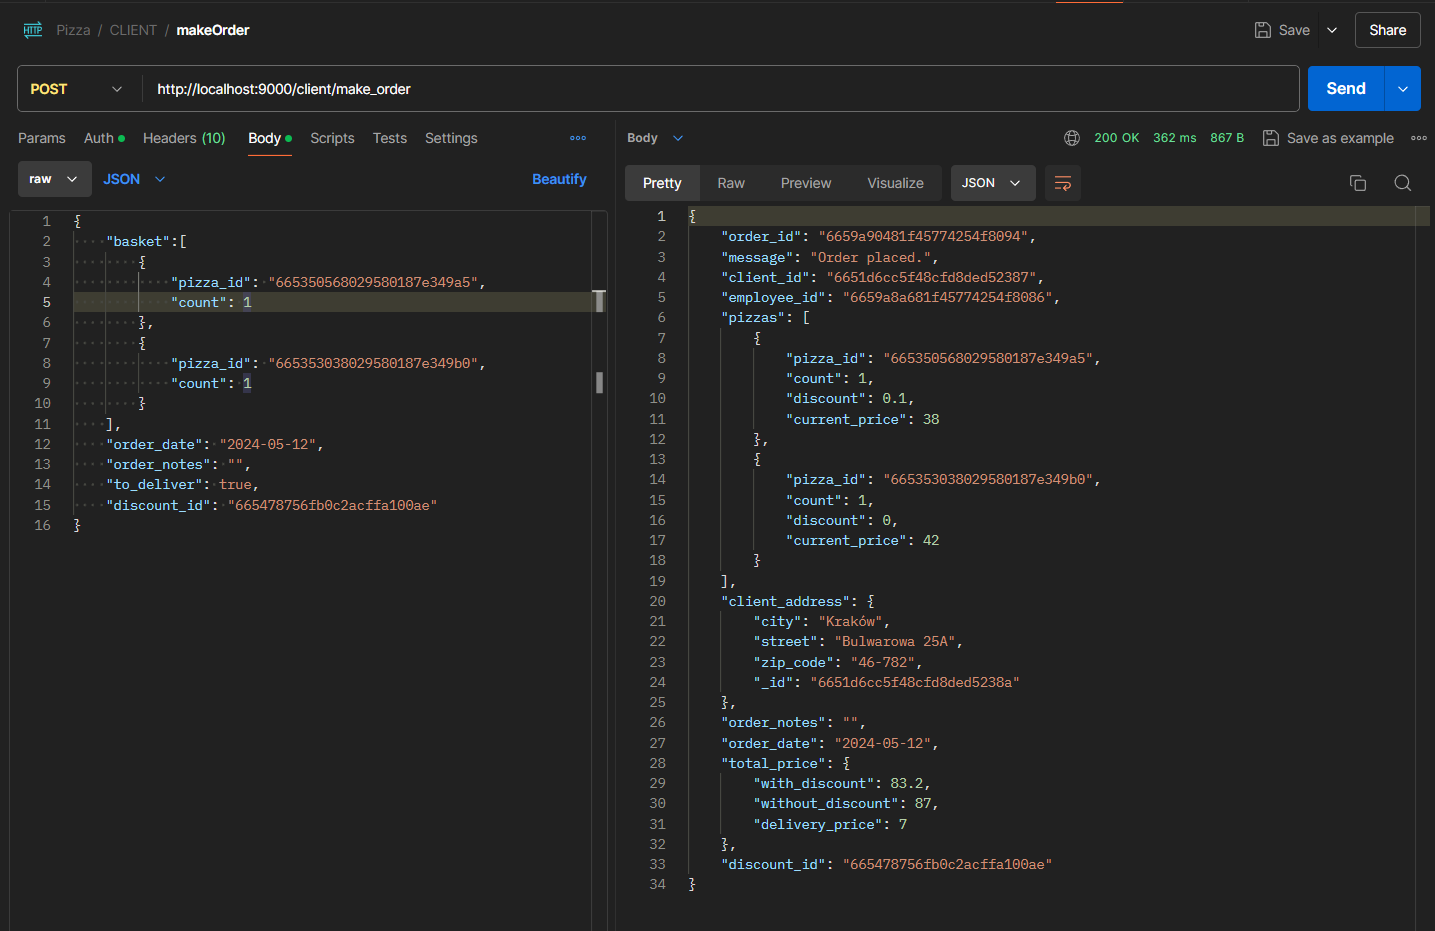 HTTP Pizza / CLIENT / makeOrder Save Share
POST http://localhost:9000/client/make_order Send
Params Auth Headers (10) Body Scripts Tests Settings
raw JSON Beautify
1 {
2 "basket":[
3 {
4 "pizza_id": "665350568029580187e349a5",
5 "count": 1
6 },
7 {
8 "pizza_id": "665353038029580187e349b0",
9 "count": 1
10 }
11 ],
12 "order_date": "2024-05-12",
13 "order_notes": "",
14 "to_deliver": true,
15 "discount_id": "665478756fb0c2acffa100ae"
16 }
Body 200 OK 362 ms 867 B Save as example
Pretty Raw Preview Visualize JSON
1 {
2 "order_id": "6659a90481f45774254f8094",
3 "message": "Order placed.",
4 "client_id": "6651d6cc5f48cfd8ded52387",
5 "employee_id": "6659a8a681f45774254f8086",
6 "pizzas": [
7 {
8 "pizza_id": "665350568029580187e349a5",
9 "count": 1,
10 "discount": 0.1,
11 "current_price": 38
12 },
13 {
14 "pizza_id": "665353038029580187e349b0",
15 "count": 1,
16 "discount": 0,
17 "current_price": 42
18 }
19 ],
20 "client_address": {
21 "city": "Kraków",
22 "street": "Bulwarowa 25A",
23 "zip_code": "46-782",
24 "_id": "6651d6cc5f48cfd8ded5238a"
25 },
26 "order_notes": "",
27 "order_date": "2024-05-12",
28 "total_price": {
29 "with_discount": 83.2,
30 "without_discount": 87,
31 "delivery_price": 7
32 },
33 "discount_id": "665478756fb0c2acffa100ae"
34 }